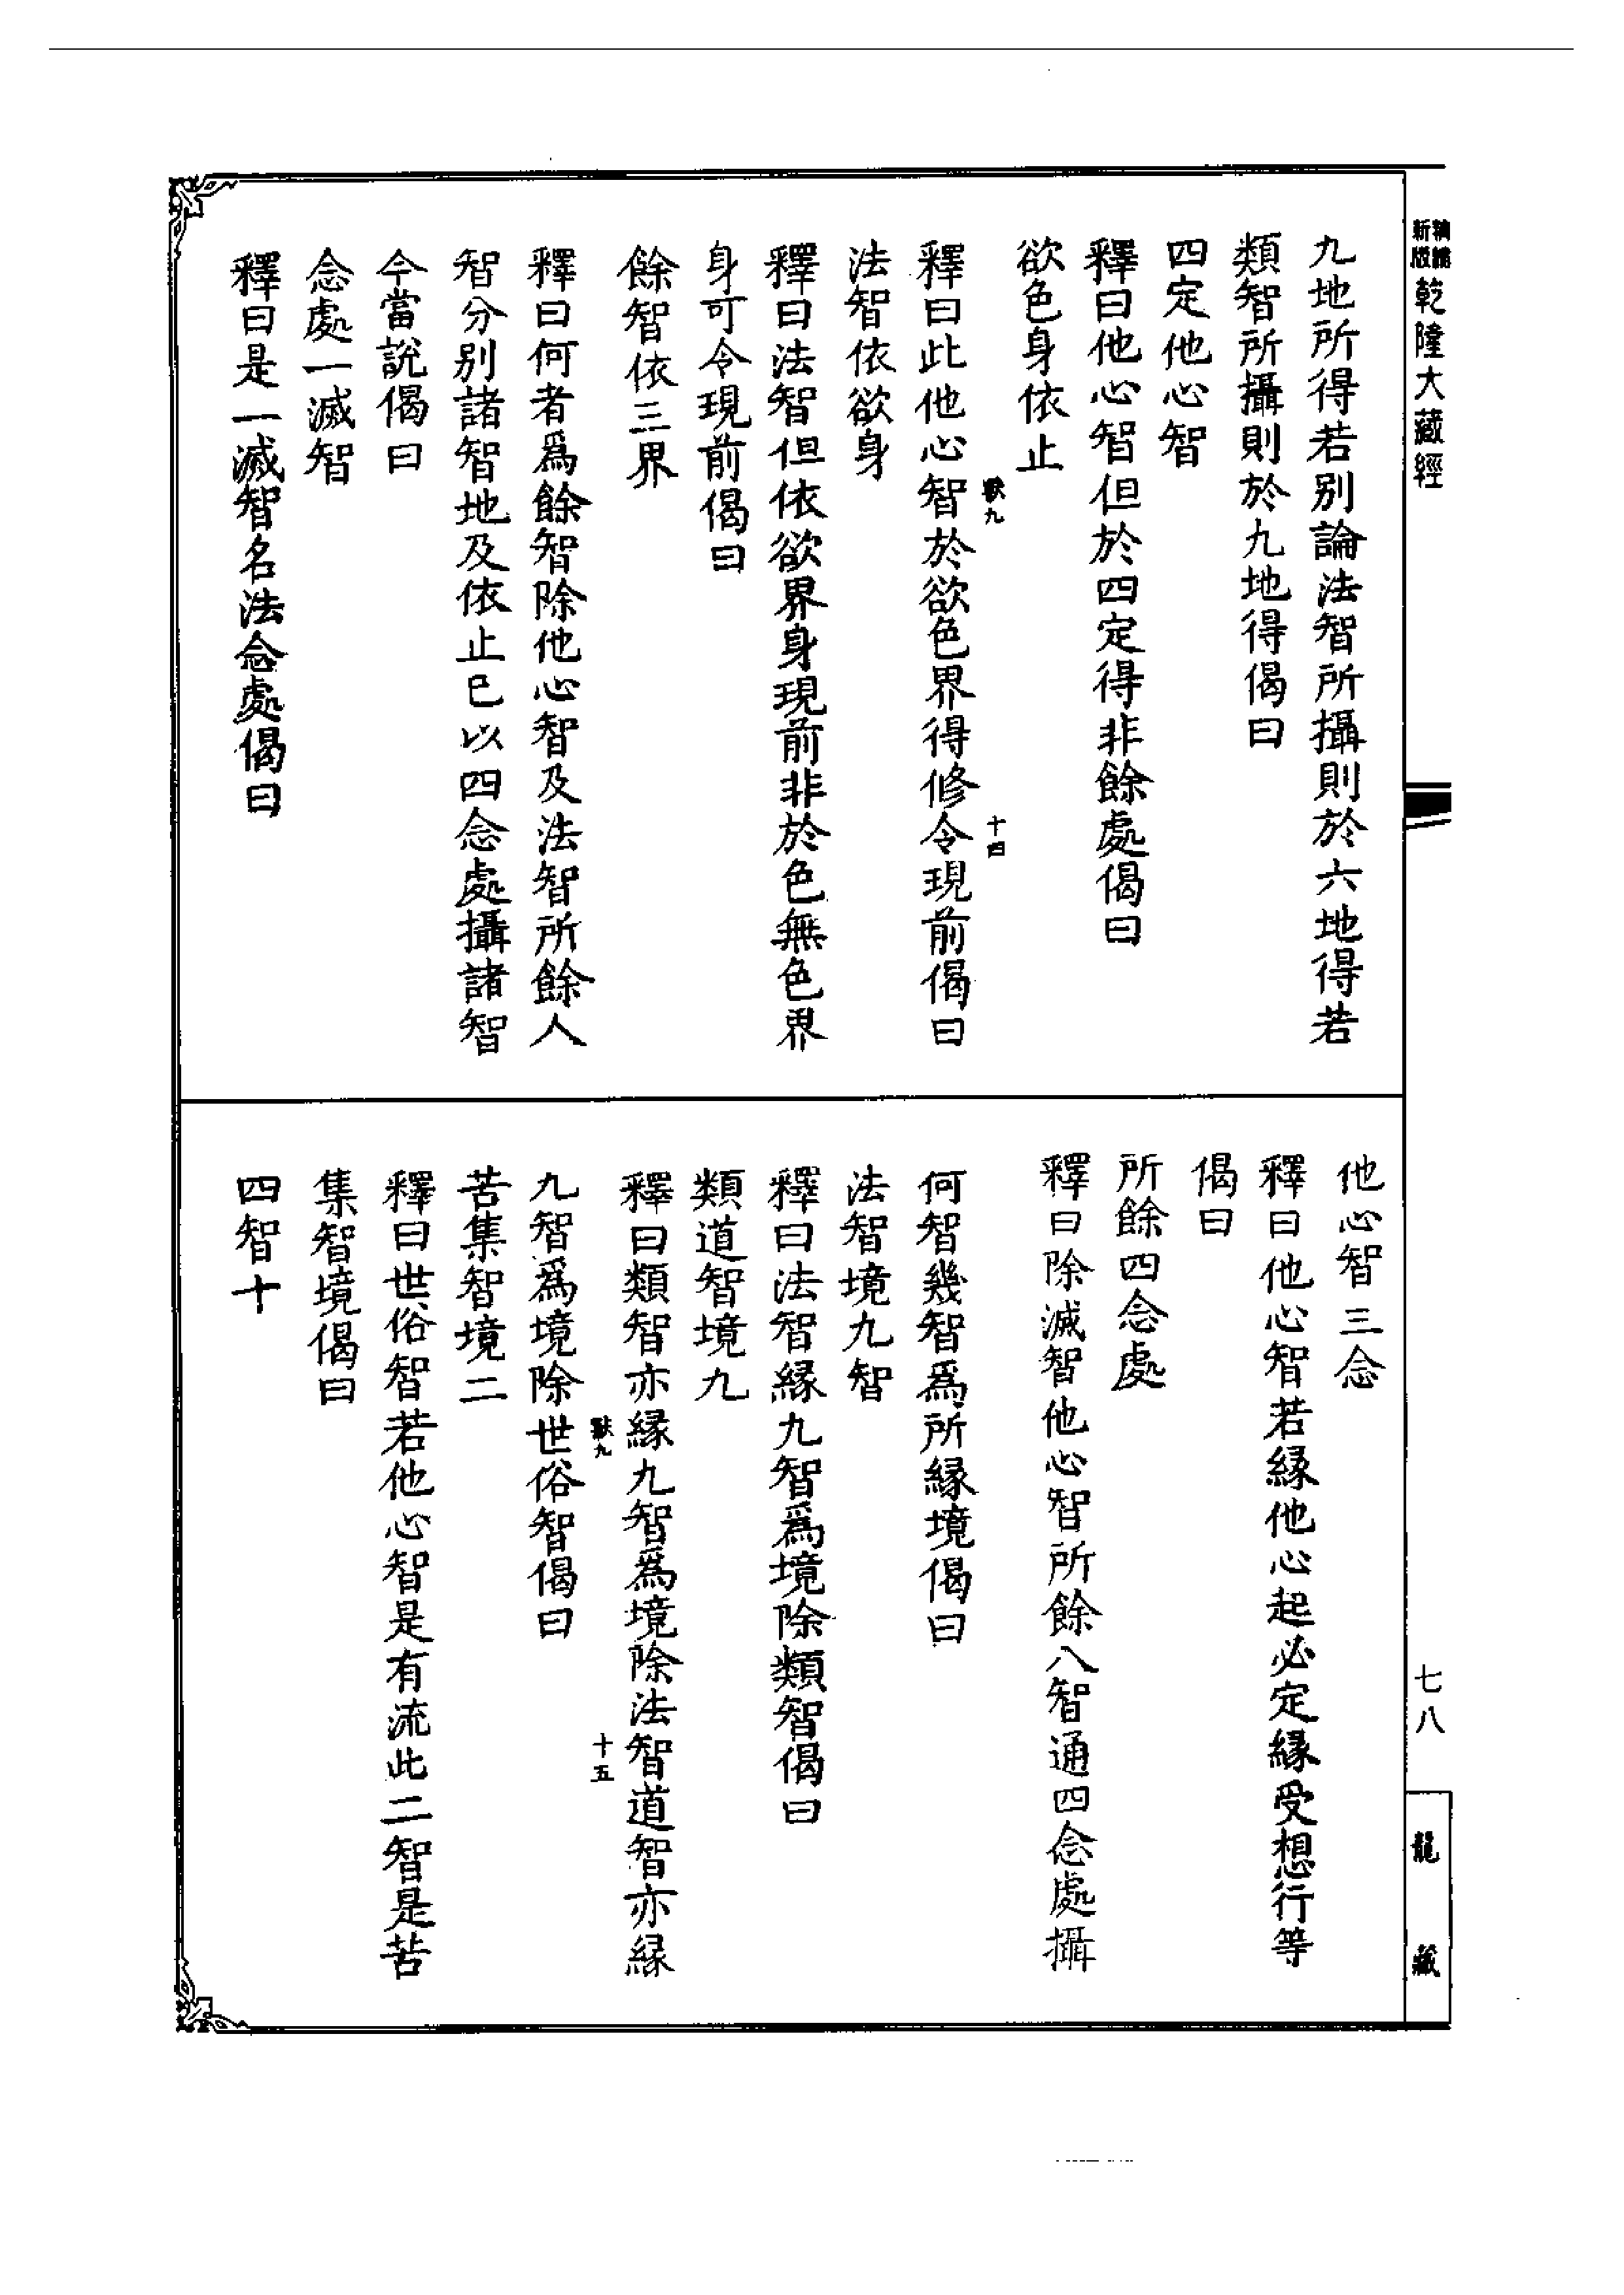 新版精縮乾隆大藏經
九地所得若別論法智所攝則於六地得若
類智所攝則於九地得偈曰
四定他心智
釋曰他心智但於四定得非餘處偈曰
欲色身依止
獸九
十四
釋曰此他心智於欲色界得修令現前偈曰
法智依欲身
釋曰法智但依欲界身現前非於色無色界
身可令現前偈曰
餘智依三界
釋曰何者爲餘智除他心智及法智所餘人
智分別諸智地及依止已以四念處攝諸智
今當說偈曰
念處一滅智
釋曰是一滅智名法念處偈曰
他心智三念
釋曰他心智若緣他心起必定緣受想行等
偈曰
所餘四念處
釋曰除滅智他心智所餘八智通四念處攝
何智幾智爲所緣境偈曰
法智境九智
釋曰法智緣九智爲境除類智偈曰
類道智境九
釋曰類智亦緣九智爲境除法智道智亦緣
獸九
十五
九智爲境除世俗智偈曰
苦集智境二
釋曰世俗智若他心智是有流此二智是苦
集智境偈曰
四智十
七八
龍藏